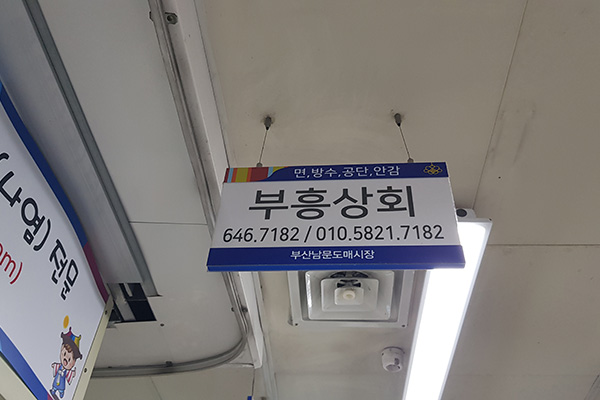 면,방수,공단,안감
부흥상회
646.7182 / 010.5821.7182
부산남문도매시장
(나염) 전문